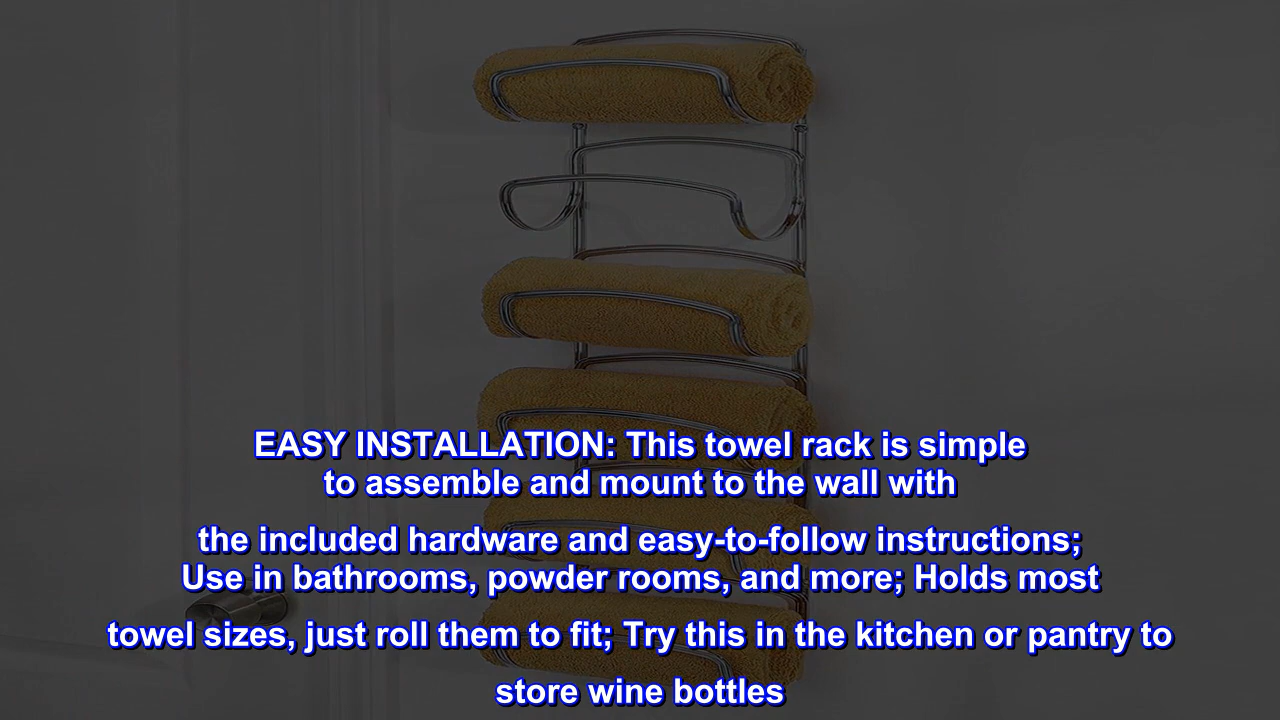 EASY INSTALLATION: This towel rack is simple
to assemble and mount to the wall with
the included hardware and easy-to-follow instructions;
Use in bathrooms, powder rooms, and more; Holds most
towel sizes, just roll them to fit; Try this in the kitchen or pantry to
store wine bottles